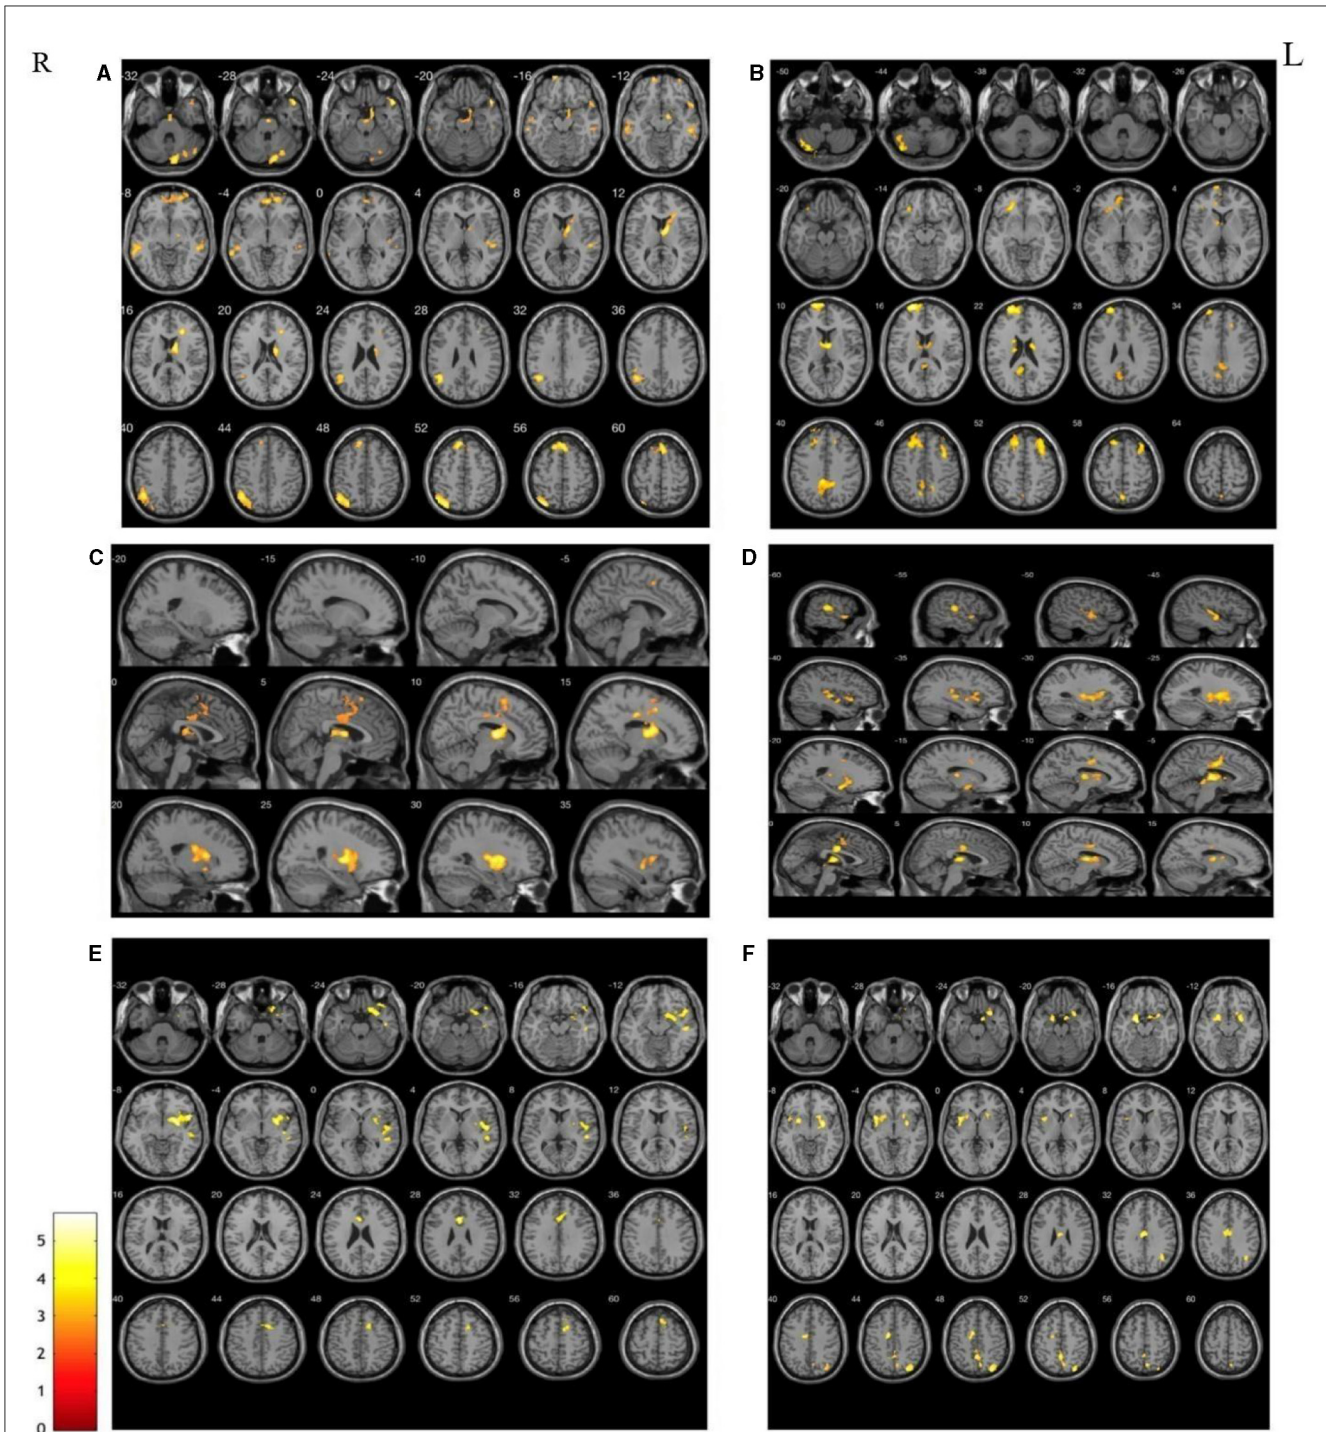 R
L
A
-32 -28 -24 -20 -16 -12
-8 -4 0 4 8 12
16 20 24 28 32 36
40 44 48 52 56 60
B
-50 -44 -38 -32 -26
-20 -14 -8 -2 4
10 16 22 28 34
40 46 52 58 64
C
-20 -15 -10 -5
0 5 10 15
20 25 30 35
D
-60 -55 -50 -45
-40 -35 -30 -25
-20 -15 -10 -5
0 5 10 15
E
-32 -28 -24 -20 -16 -12
-8 -4 0 4 8 12
16 20 24 28 32 36
40 44 48 52 56 60
F
-32 -28 -24 -20 -16 -12
-8 -4 0 4 8 12
16 20 24 28 32 36
40 44 48 52 56 60
5
4
3
2
1
0